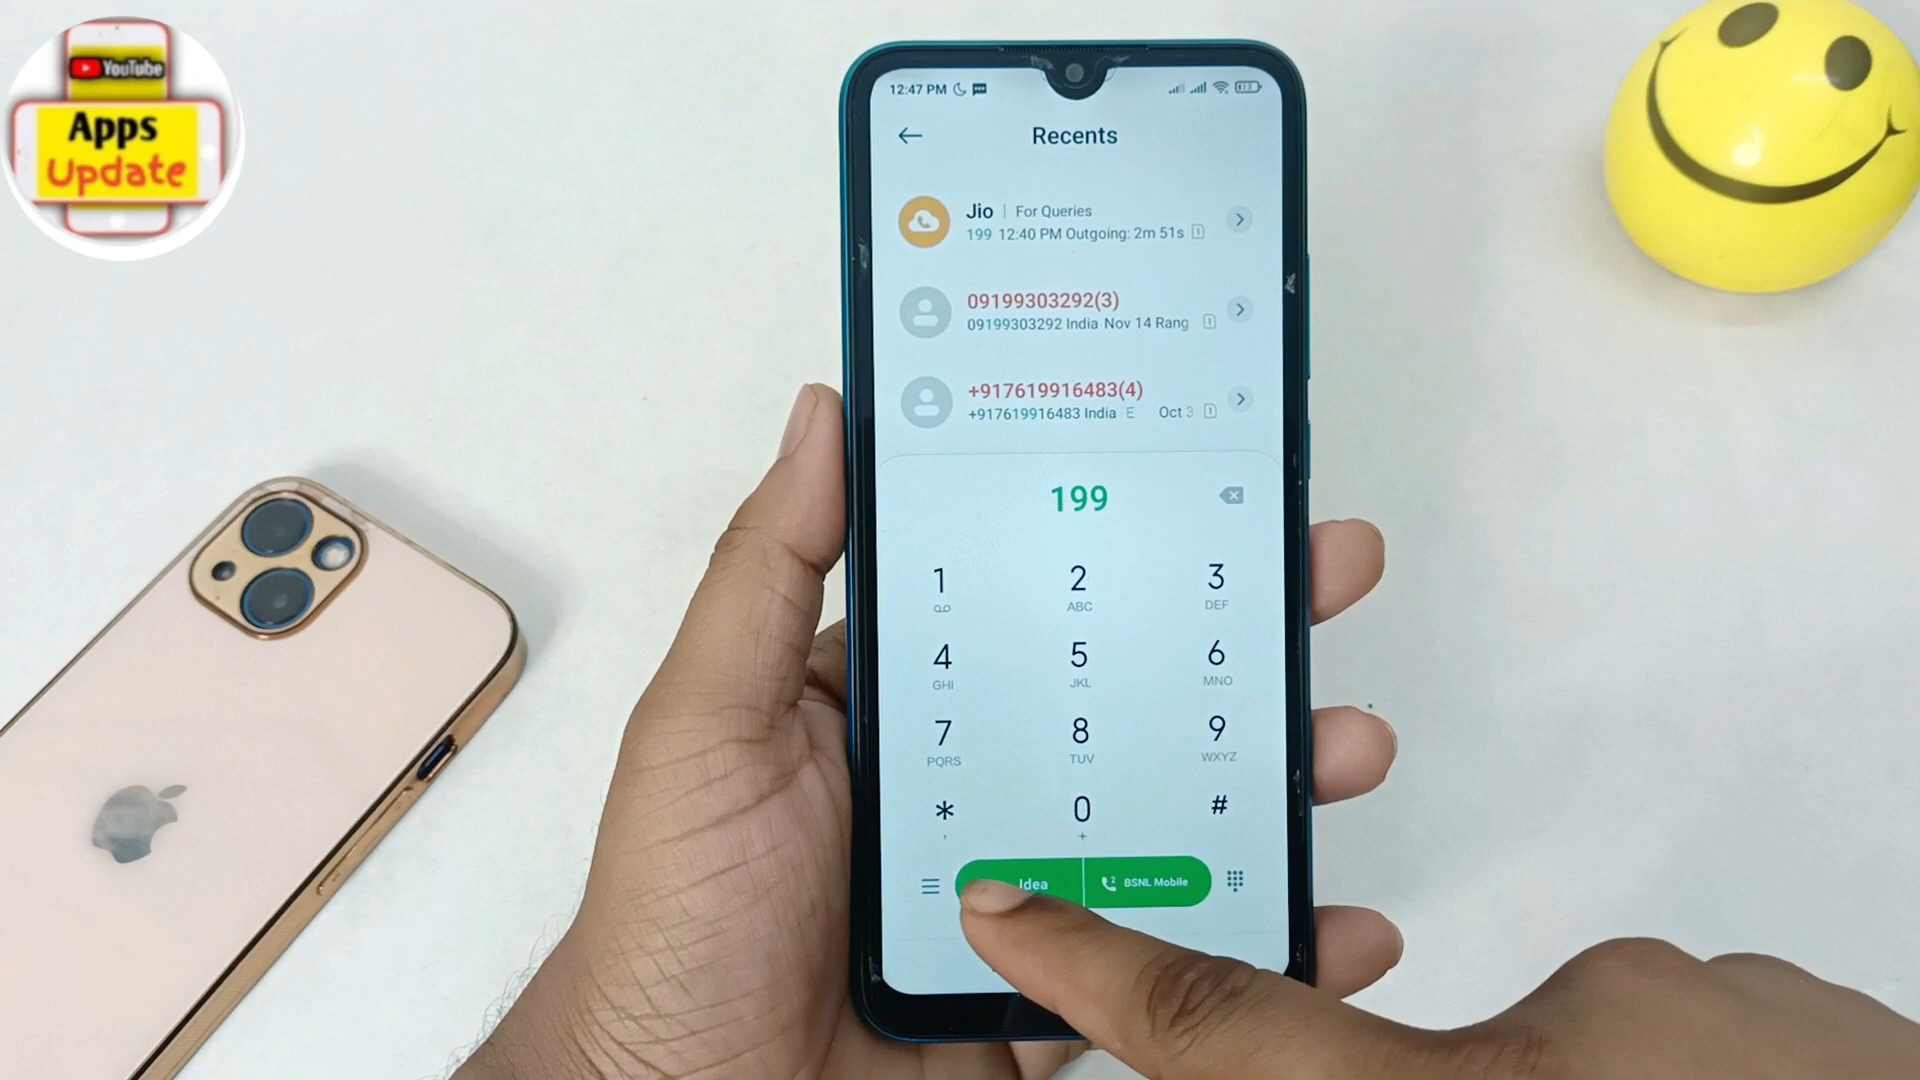 YouTube
Apps
Update
12:47 PM
13
Recents
Jio | For Queries
199 12:40 PM Outgoing: 2m 51s
09199303292(3)
09199303292 India Nov 14 Rang
+917619916483(4)
+917619916483 India E Oct 3
199
1 2 3
ABC DEF
4 5 6
GHI JKL MNO
7 8 9
PQRS TUV WXYZ
* 0 #
, +
Idea 2 BSNL Mobile